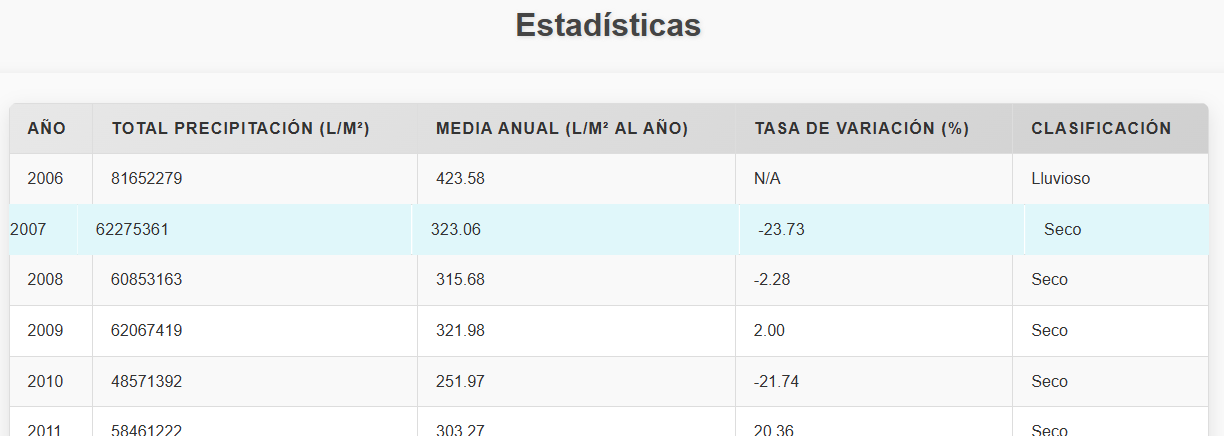 Estadísticas
AÑO TOTAL PRECIPITACIÓN (L/M²) MEDIA ANUAL (L/M² AL AÑO) TASA DE VARIACIÓN (%) CLASIFICACIÓN
2006 81652279 423.58 N/A Lluvioso
2007 62275361 323.06 -23.73 Seco
2008 60853163 315.68 -2.28 Seco
2009 62067419 321.98 2.00 Seco
2010 48571392 251.97 -21.74 Seco
2011 58461222 303.27 20.36 Seco